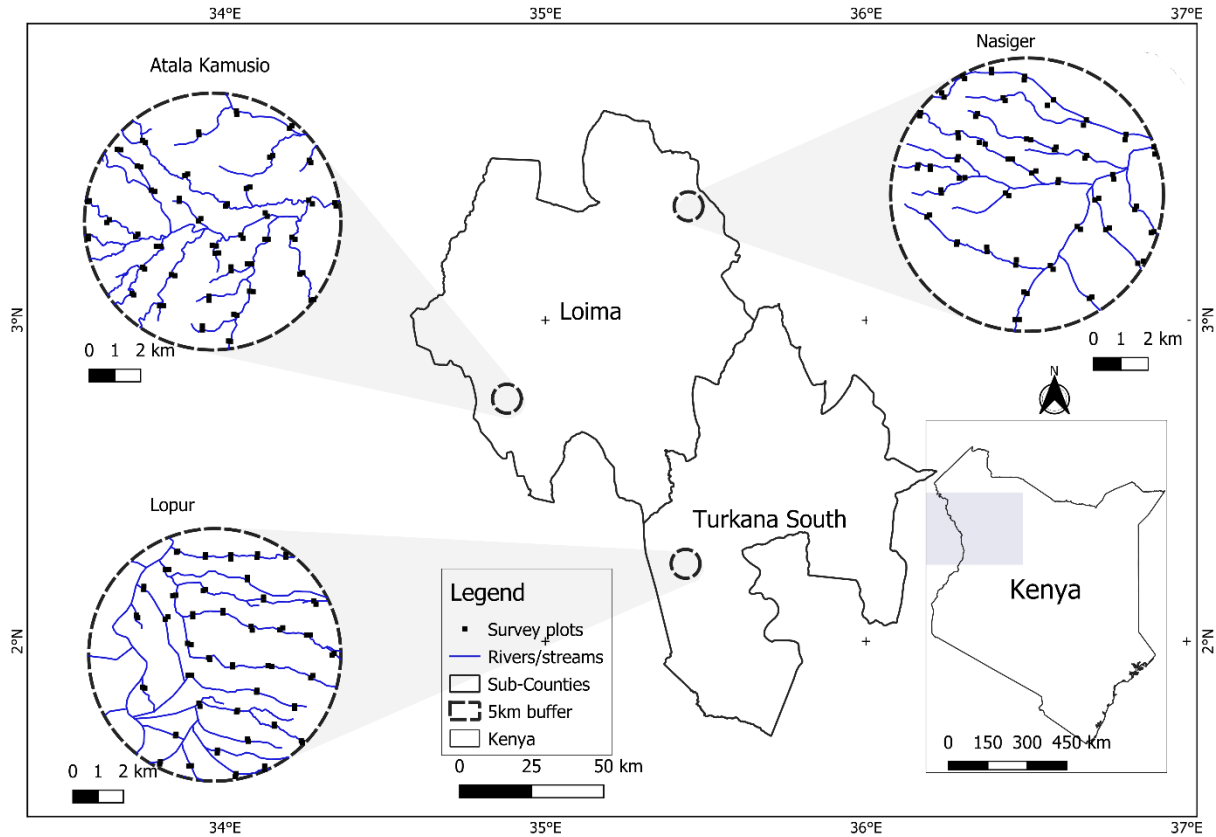 34°E
35°E
36°E
37°E
Atala Kamusio
Nasiger
3°N
3°N
Loima
0 1 2 km
0 1 2 km
N
Turkana South
Kenya
Lopur
Legend
Survey plots
Rivers/streams
Sub-Counties
5km buffer
Kenya
2°N
2°N
0 1 2 km
0 25 50 km
0 150 300 450 km
34°E
35°E
36°E
37°E